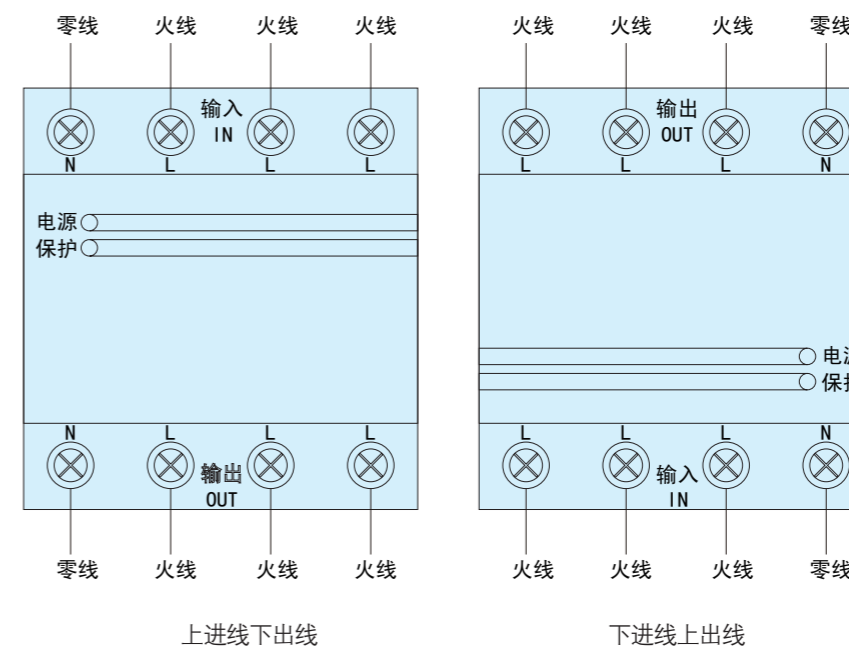 零线 火线 火线 火线
输入
IN
N L L L
电源
保护
N L L L
输出
OUT
零线 火线 火线 火线
上进线下出线
火线 火线 火线 零线
输出
OUT
L L L N
电
保
L L L N
输入
IN
火线 火线 火线 零线
下进线上出线